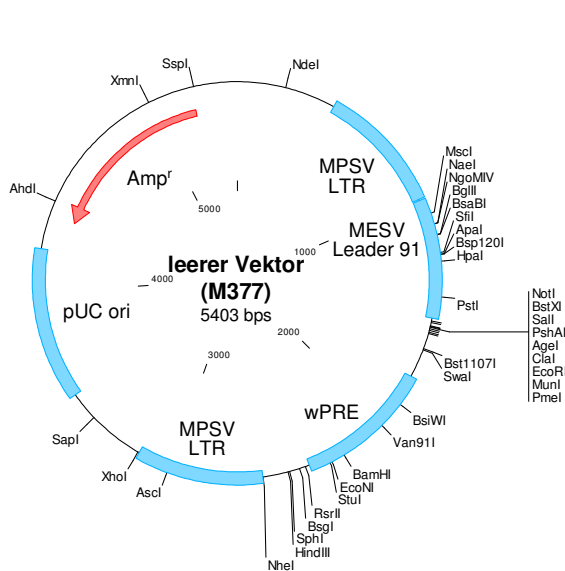 SspI
NdeI
XmnI
AhdI
Ampʳ
MPSV
LTR
MscI
NaeI
NgoMIV
BglII
BsaBI
SfiI
ApaI
Bsp120I
HpaI
MESV
Leader 91
5000
1000
4000
2000
3000
leerer Vektor
(M377)
5403 bps
pUC ori
PstI
NotI
BstXI
SalI
PshAI
AgeI
ClaI
EcoRI
MunI
PmeI
Bst1107I
SwaI
wPRE
BsiWI
Van91I
BamHI
EcoNI
StuI
RsrII
BsgI
SphI
HindIII
NheI
MPSV
LTR
SapI
XhoI
AscI